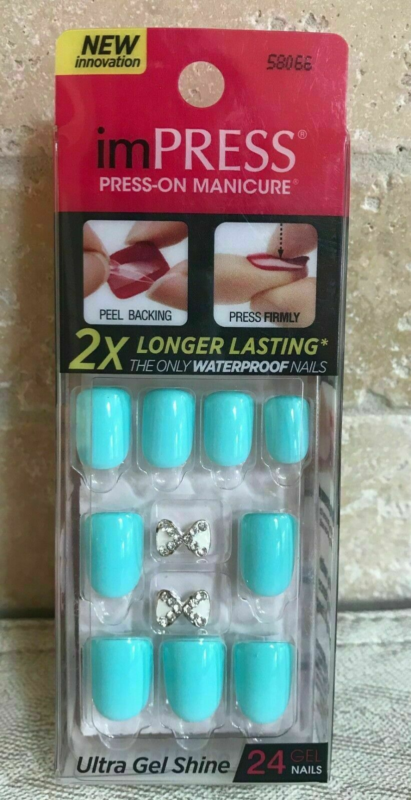 NEW
innovation
58066
imPRESS®
PRESS-ON MANICURE®
PEEL BACKING
PRESS FIRMLY
2X LONGER LASTING*
THE ONLY WATERPROOF NAILS
Ultra Gel Shine
24 GEL
NAILS